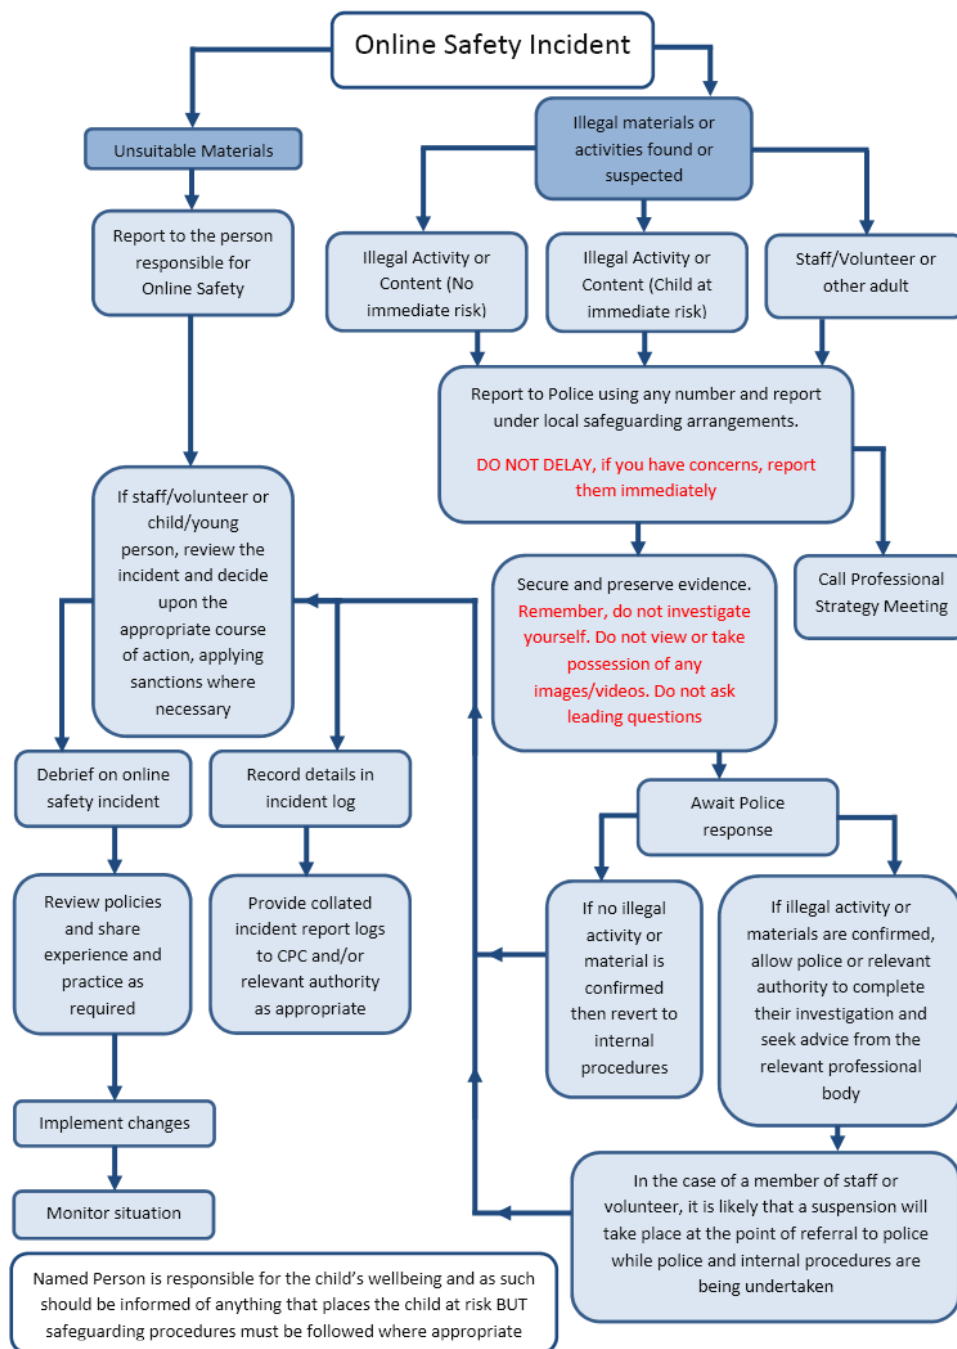 Online Safety Incident
Unsuitable Materials
Illegal materials or
activities found or
suspected
Report to the person
responsible for
Online Safety
Illegal Activity or
Content (No
immediate risk)
Illegal Activity or
Content (Child at
immediate risk)
Staff/Volunteer or
other adult
Report to Police using any number and report
under local safeguarding arrangements.
DO NOT DELAY, if you have concerns, report
them immediately
If staff/volunteer or
child/young
person, review the
incident and decide
upon the
appropriate course
of action, applying
sanctions where
necessary
Secure and preserve evidence.
Remember, do not investigate
yourself. Do not view or take
possession of any
images/videos. Do not ask
leading questions
Call Professional
Strategy Meeting
Debrief on online
safety incident
Record details in
incident log
Await Police
response
Review policies
and share
experience and
practice as
required
Provide collated
incident report logs
to CPC and/or
relevant authority
as appropriate
If no illegal
activity or
material is
confirmed
then revert to
internal
procedures
If illegal activity or
materials are confirmed,
allow police or relevant
authority to complete
their investigation and
seek advice from the
relevant professional
body
Implement changes
Monitor situation
In the case of a member of staff or
volunteer, it is likely that a suspension will
take place at the point of referral to police
while police and internal procedures are
being undertaken
Named Person is responsible for the child's wellbeing and as such
should be informed of anything that places the child at risk BUT
safeguarding procedures must be followed where appropriate